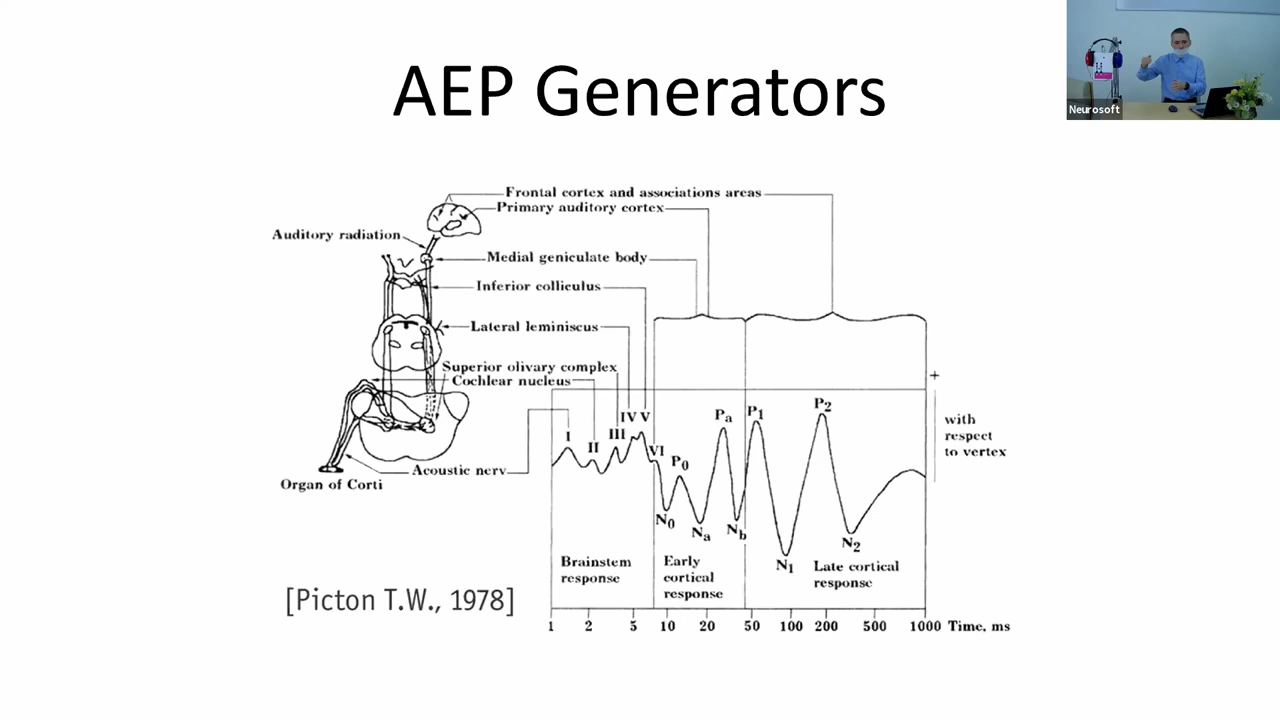 AEP Generators
Neurosoft
Frontal cortex and associations areas
Primary auditory cortex
Auditory radiation
Medial geniculate body
Inferior colliculus
Lateral leminiscus
Superior olivary complex
Cochlear nucleus
Acoustic nerv
Organ of Corti
I
II
III
IV V
VI
P0
N0
Na
Pa
Nb
P1
N1
P2
N2
+
with
respect
to vertex
Brainstem
response
Early
cortical
response
Late cortical
response
[Picton T.W., 1978]
1 2 5 10 20 50 100 200 500 1000 Time, ms